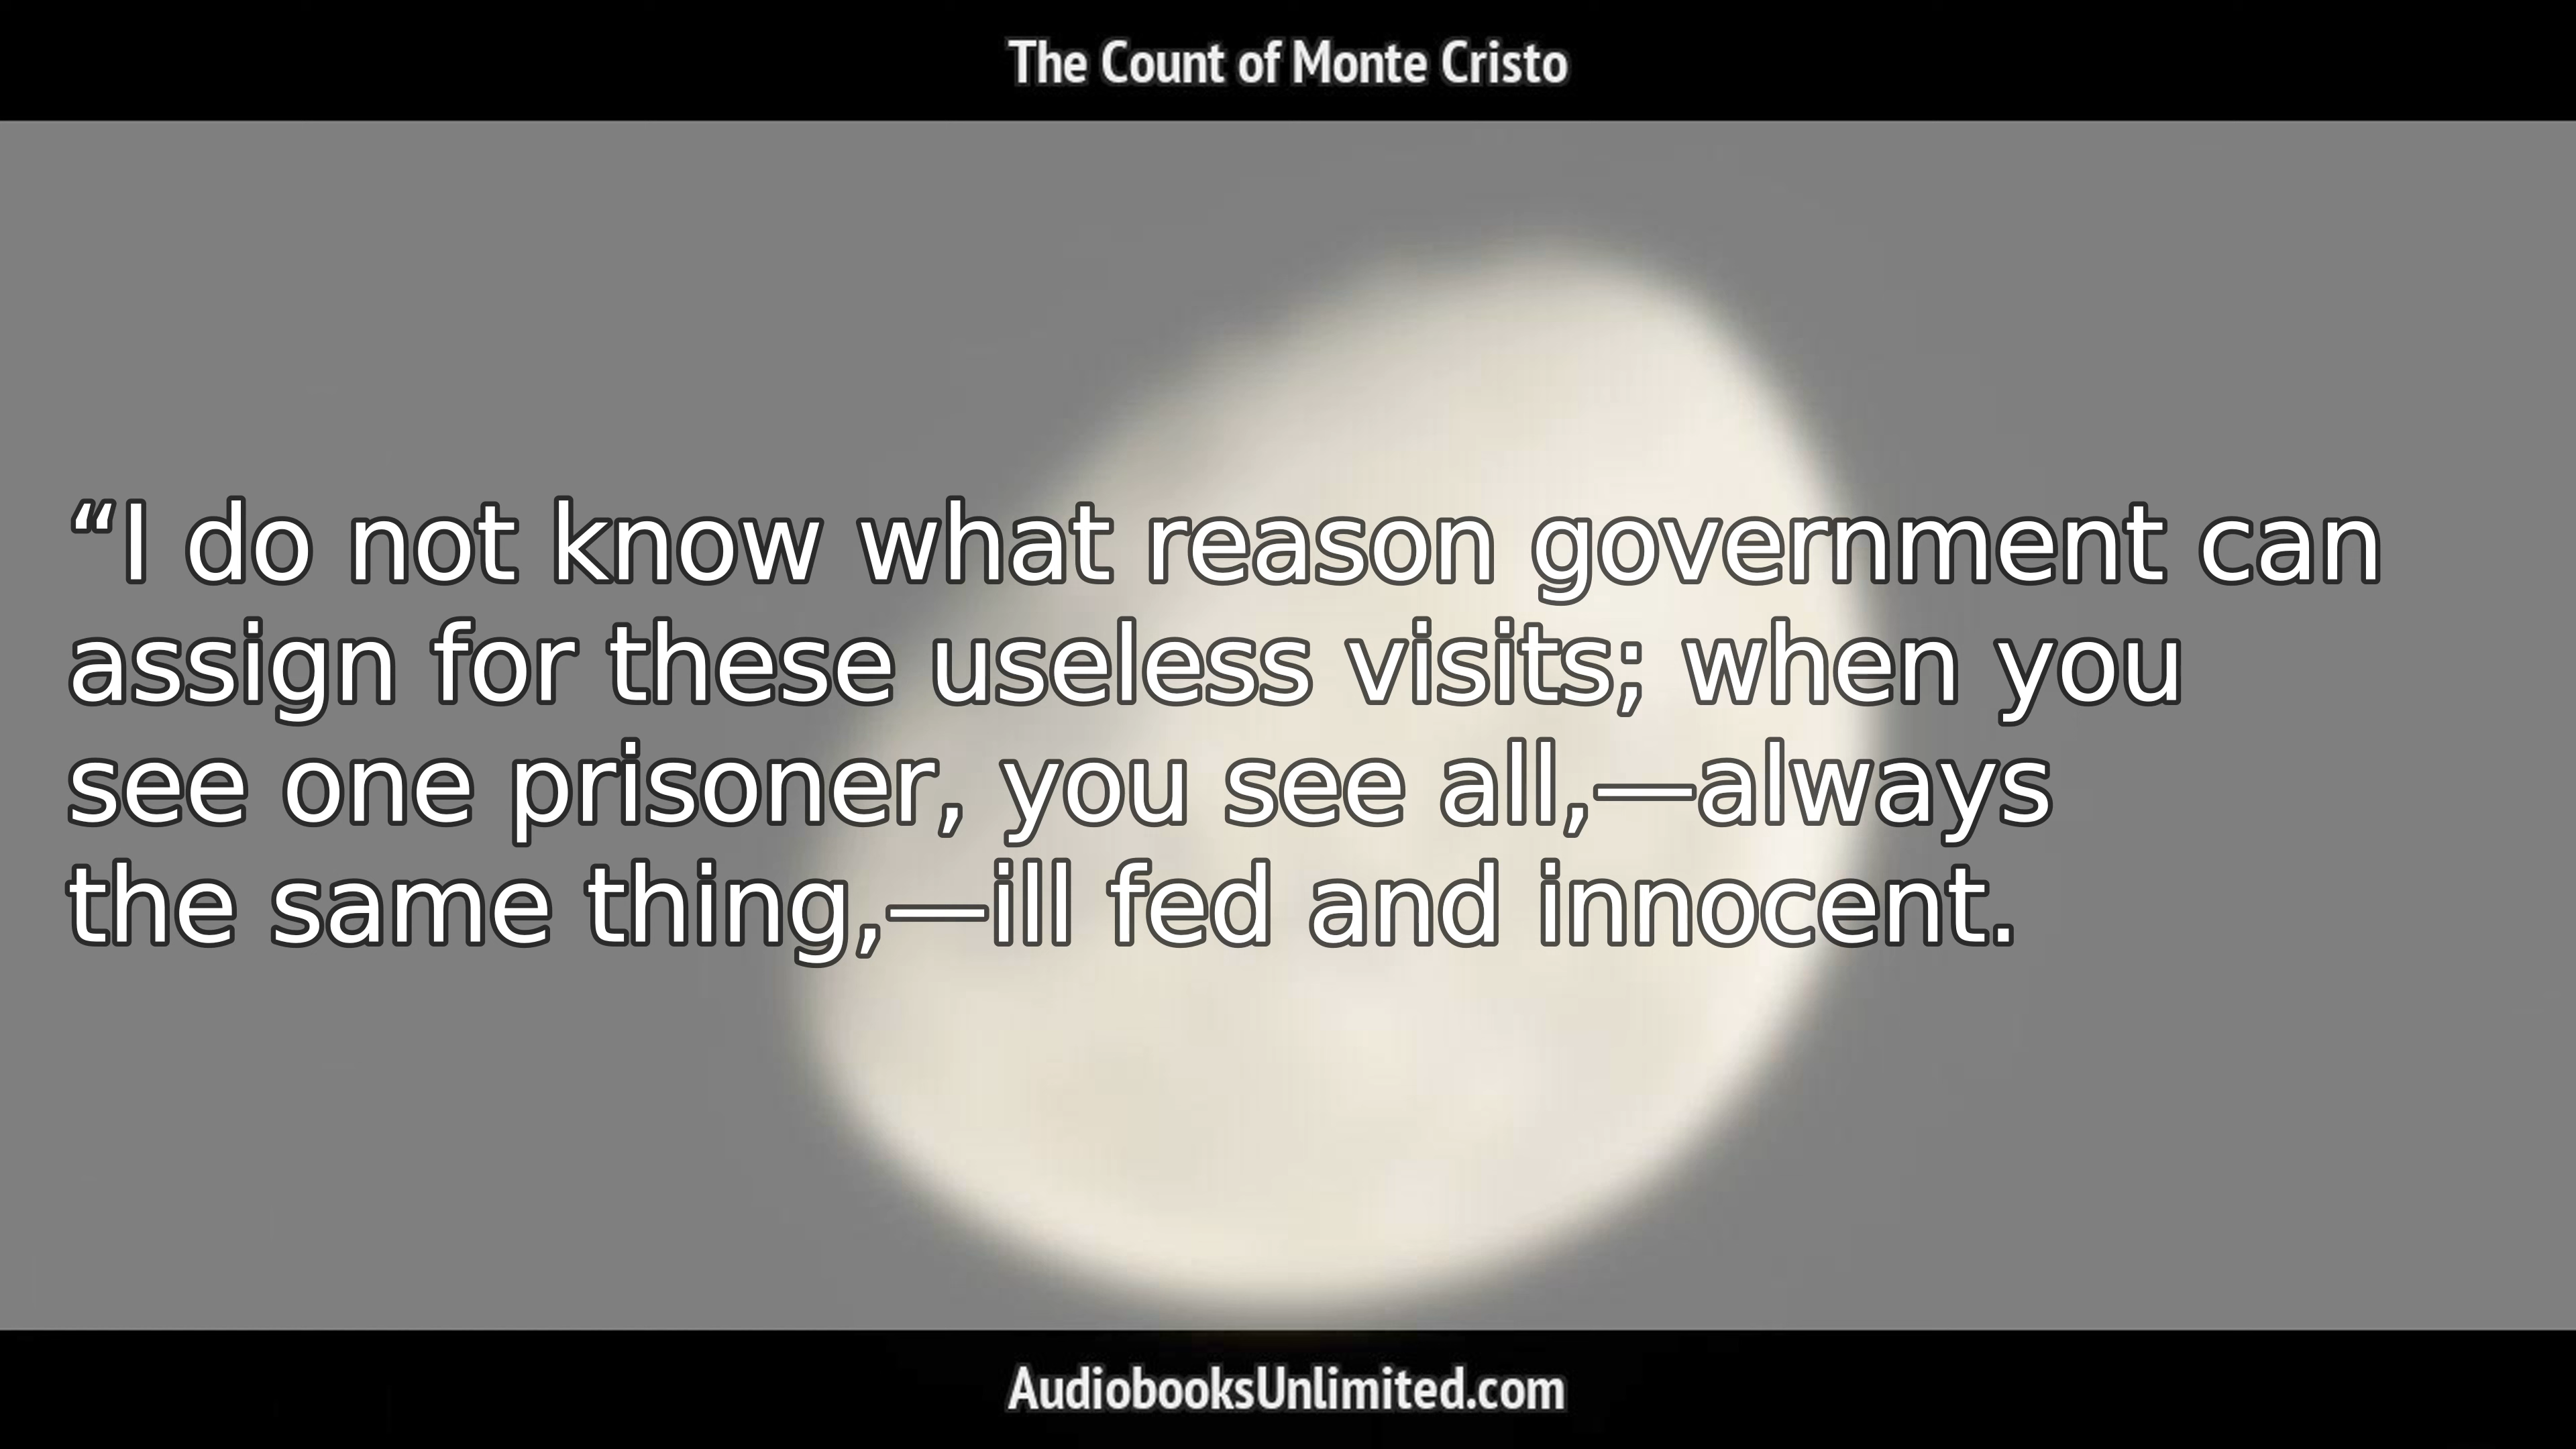 The Count of Monte Cristo
“I do not know what reason government can
assign for these useless visits; when you
see one prisoner, you see all,—always
the same thing,—ill fed and innocent.
AudiobooksUnlimited.com